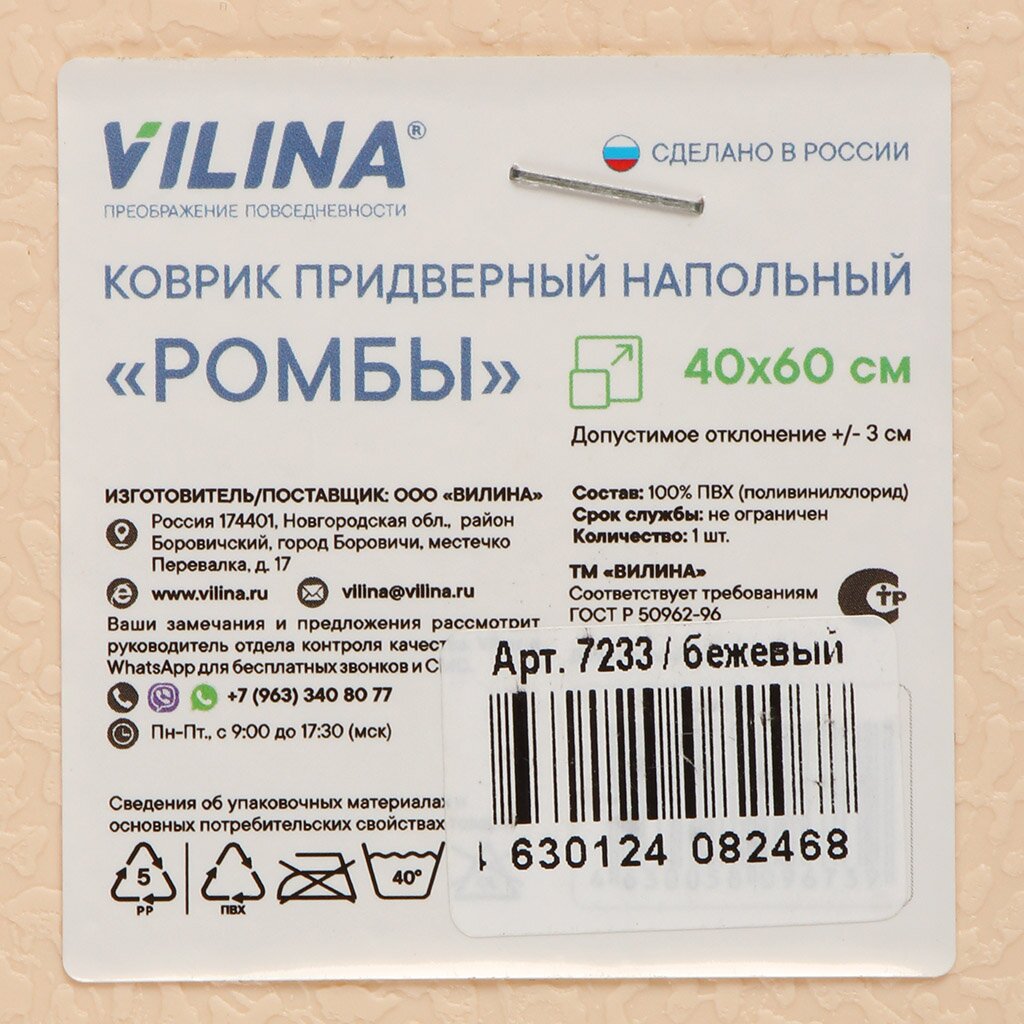 VILINA®
ПРЕОБРАЖЕНИЕ ПОВСЕДНЕВНОСТИ
СДЕЛАНО В РОССИИ
КОВРИК ПРИДВЕРНЫЙ НАПОЛЬНЫЙ
«РОМБЫ»
40x60 см
Допустимое отклонение +/- 3 см
ИЗГОТОВИТЕЛЬ/ПОСТАВЩИК: ООО «ВИЛИНА»
Россия 174401, Новгородская обл., район
Боровичский, город Боровичи, местечко
Перевалка, д. 17
www.vilina.ru vilina@vilina.ru
Ваши замечания и предложения рассмотрит
руководитель отдела контроля качест
WhatsApp для бесплатных звонков и С
+7 (963) 340 80 77
Пн-Пт., с 9:00 до 17:30 (мск)
Сведения об упаковочных материалах
основных потребительских свойствах
5
PP
ПВХ
40°
Состав: 100% ПВХ (поливинилхлорид)
Срок службы: не ограничен
Количество: 1 шт.
ТМ «ВИЛИНА»
Соответствует требованиям
ГОСТ Р 50962-96
Арт. 7233 / бежевый
630124 082468